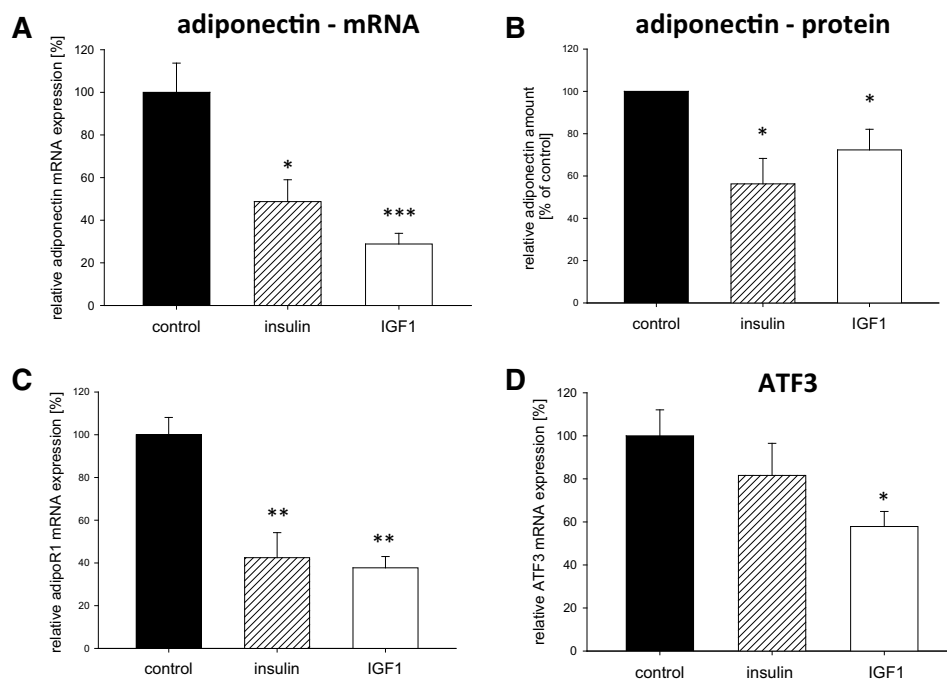 A
adiponectin - mRNA
relative adiponectin mRNA expression [%]
120
100
80
60
40
20
0
*
***
control insulin IGF1
B
adiponectin - protein
relative adiponectin amount
[% of control]
120
100
80
60
40
20
0
*
*
control insulin IGF1
C
relative adipoR1 mRNA expression [%]
120
100
80
60
40
20
0
**
**
control insulin IGF1
D
ATF3
relative ATF3 mRNA expression [%]
120
100
80
60
40
20
0
*
control insulin IGF1